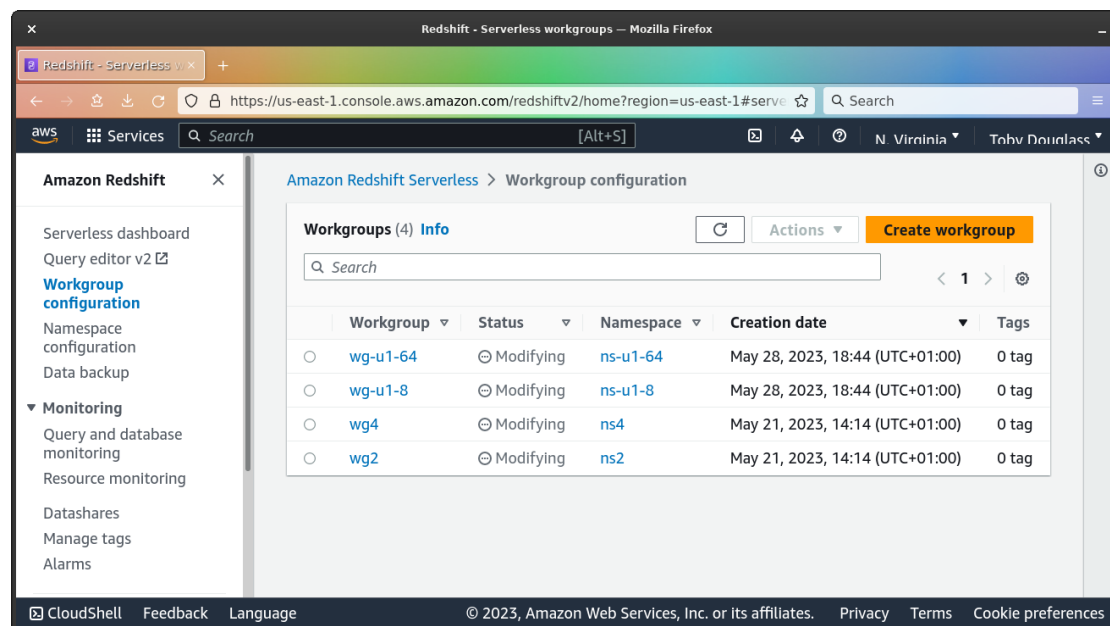 Redshift - Serverless workgroups — Mozilla Firefox
Redshift - Serverless w
https://us-east-1.console.aws.amazon.com/redshiftv2/home?region=us-east-1#serve
Search
aws Services Search [Alt+S] N. Virginia Toby Douglass
Amazon Redshift
Serverless dashboard
Query editor v2
Workgroup
configuration
Namespace
configuration
Data backup
Monitoring
Query and database
monitoring
Resource monitoring
Datashares
Manage tags
Alarms
Amazon Redshift Serverless > Workgroup configuration
Workgroups (4) Info
Actions
Create workgroup
Search
1
Workgroup Status Namespace Creation date Tags
wg-u1-64 Modifying ns-u1-64 May 28, 2023, 18:44 (UTC+01:00) 0 tag
wg-u1-8 Modifying ns-u1-8 May 28, 2023, 18:44 (UTC+01:00) 0 tag
wg4 Modifying ns4 May 21, 2023, 14:14 (UTC+01:00) 0 tag
wg2 Modifying ns2 May 21, 2023, 14:14 (UTC+01:00) 0 tag
CloudShell Feedback Language © 2023, Amazon Web Services, Inc. or its affiliates. Privacy Terms Cookie preferences